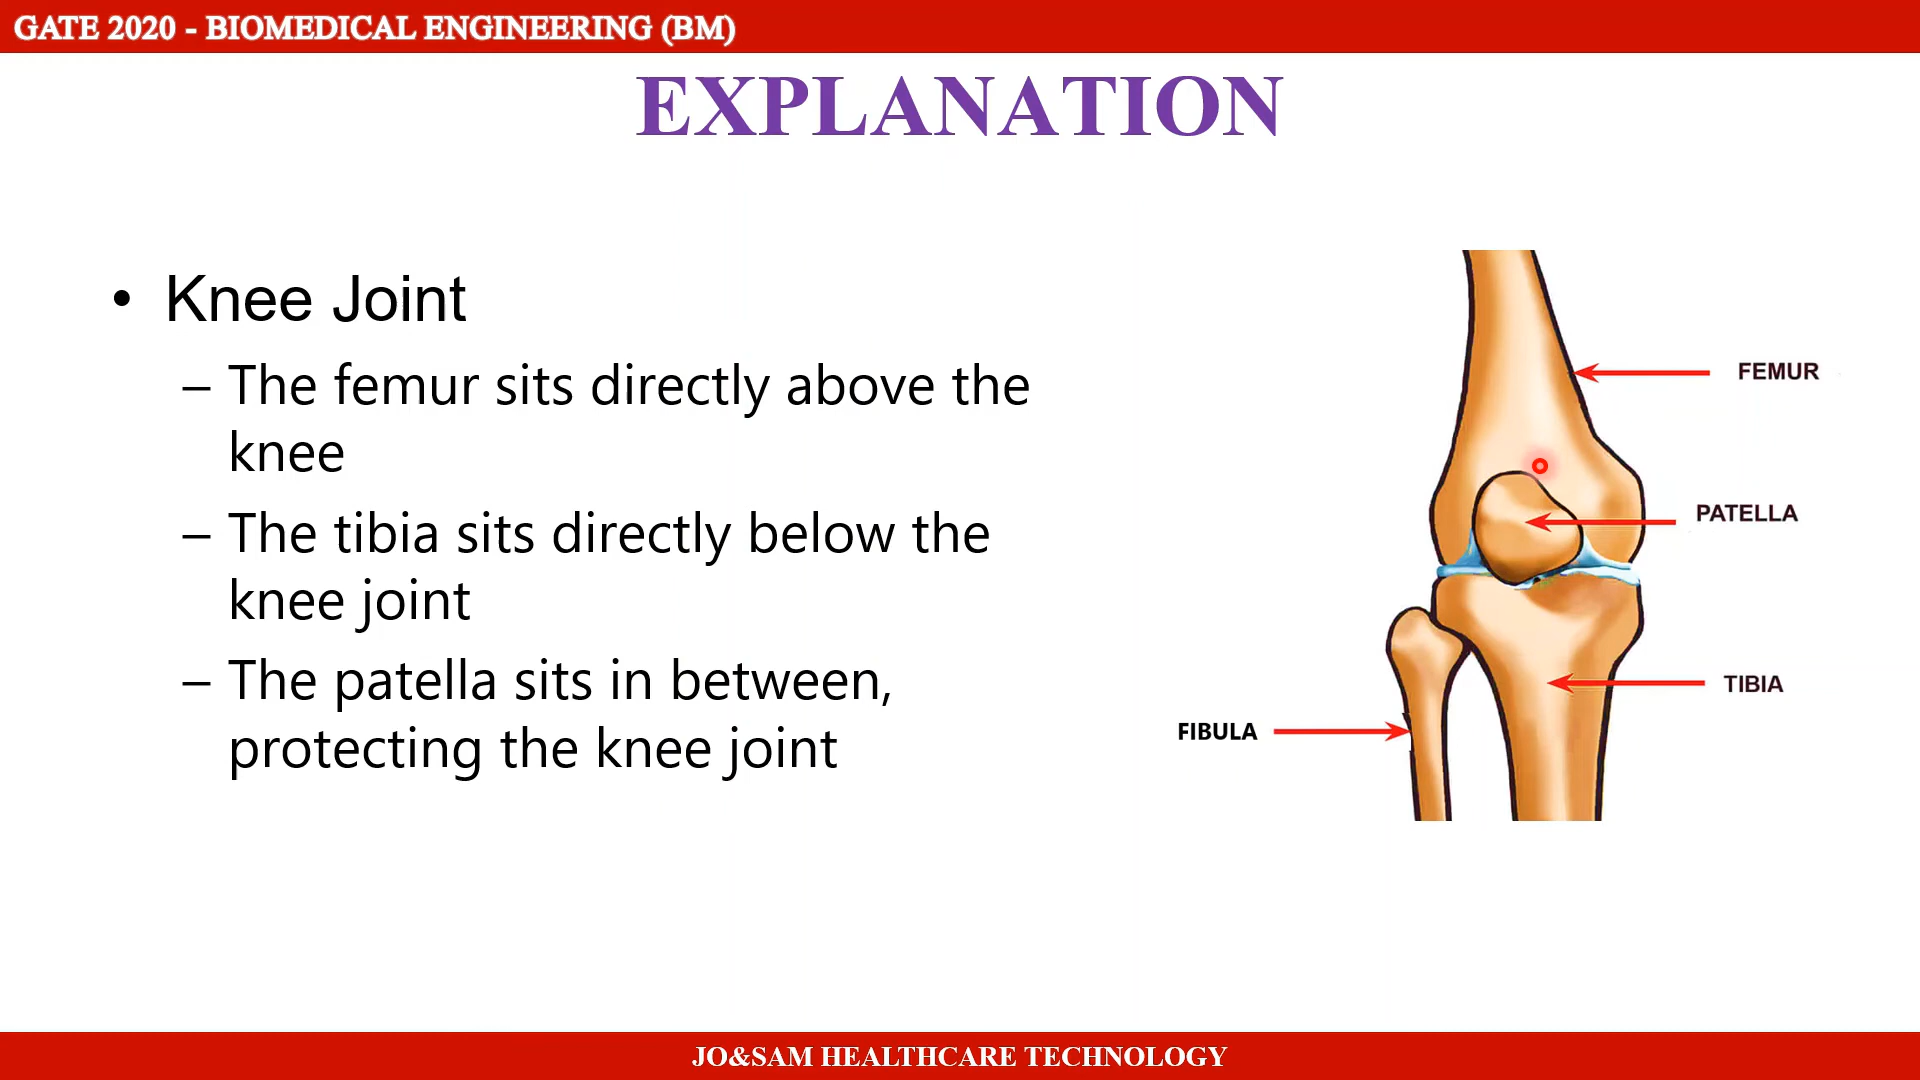 GATE 2020 - BIOMEDICAL ENGINEERING (BM)
EXPLANATION
• Knee Joint
– The femur sits directly above the
knee
– The tibia sits directly below the
knee joint
– The patella sits in between,
protecting the knee joint
FEMUR
PATELLA
TIBIA
FIBULA
JO&SAM HEALTHCARE TECHNOLOGY